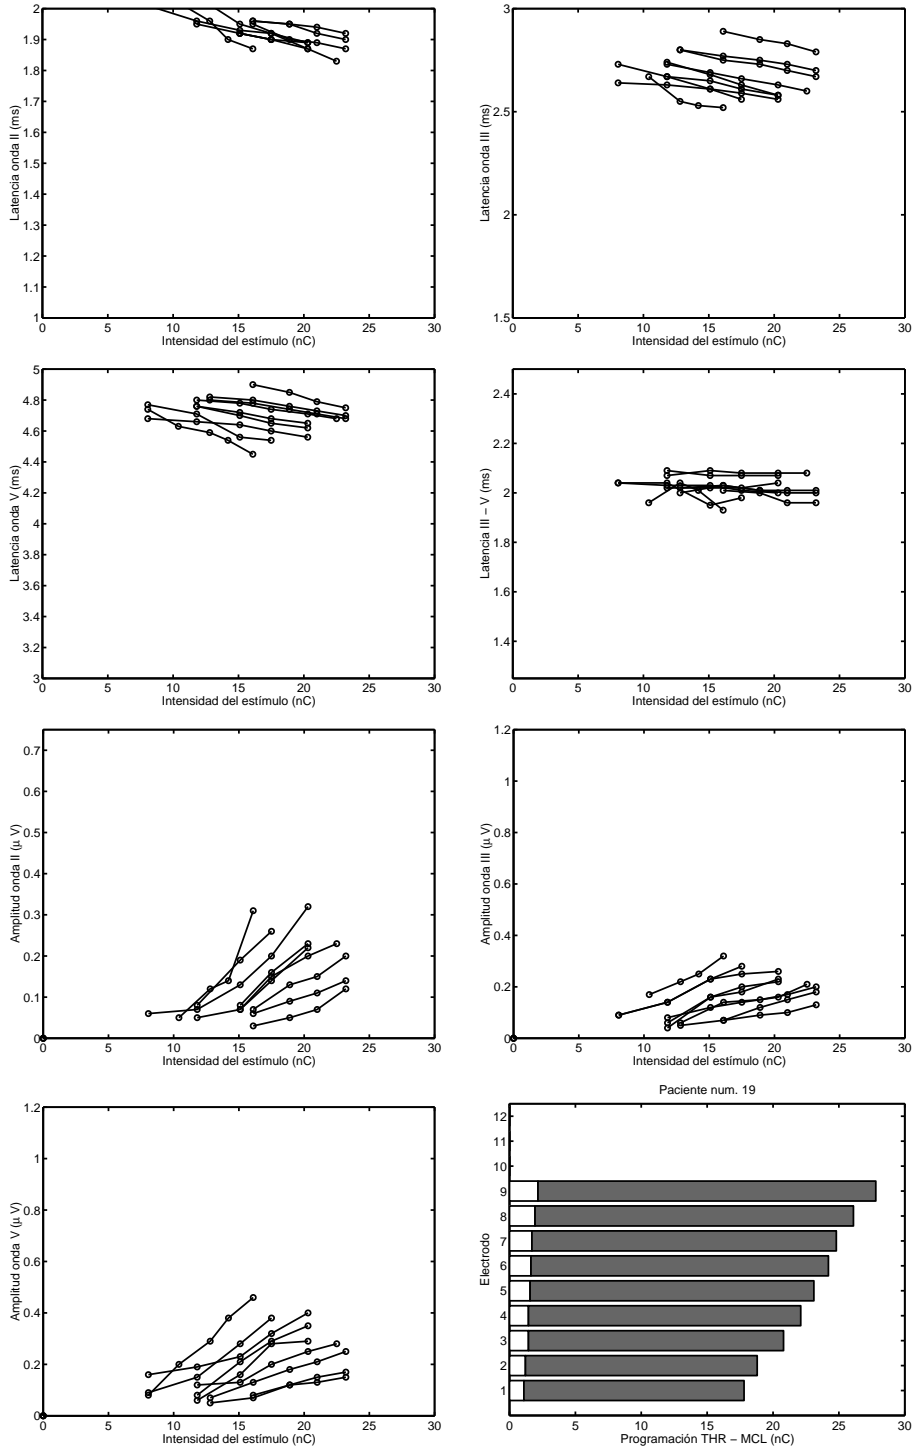 2
1.9
1.8
1.7
1.6
1.5
1.4
1.3
1.2
1.1
1
Latencia onda II (ms)
0 5 10 15 20 25 30
Intensidad del estímulo (nC)
3
2.5
2
1.5
Latencia onda III (ms)
0 5 10 15 20 25 30
Intensidad del estímulo (nC)
5
4.8
4.6
4.4
4.2
4
3.8
3.6
3.4
3.2
3
Latencia onda V (ms)
0 5 10 15 20 25 30
Intensidad del estímulo (nC)
2.4
2.2
2.0
1.8
1.6
1.4
Latencia III − V (ms)
0 5 10 15 20 25 30
Intensidad del estímulo (nC)
0.7
0.6
0.5
0.4
0.3
0.2
0.1
0
Amplitud onda II (μ V)
0 5 10 15 20 25 30
Intensidad del estímulo (nC)
1.2
1
0.8
0.6
0.4
0.2
0
Amplitud onda III (μ V)
0 5 10 15 20 25 30
Intensidad del estímulo (nC)
1.2
1
0.8
0.6
0.4
0.2
0
Amplitud onda V (μ V)
0 5 10 15 20 25 30
Intensidad del estímulo (nC)
Paciente num. 19
12
11
10
9
8
7
6
5
4
3
2
1
Electrodo
0 5 10 15 20 25 30
Programación THR − MCL (nC)